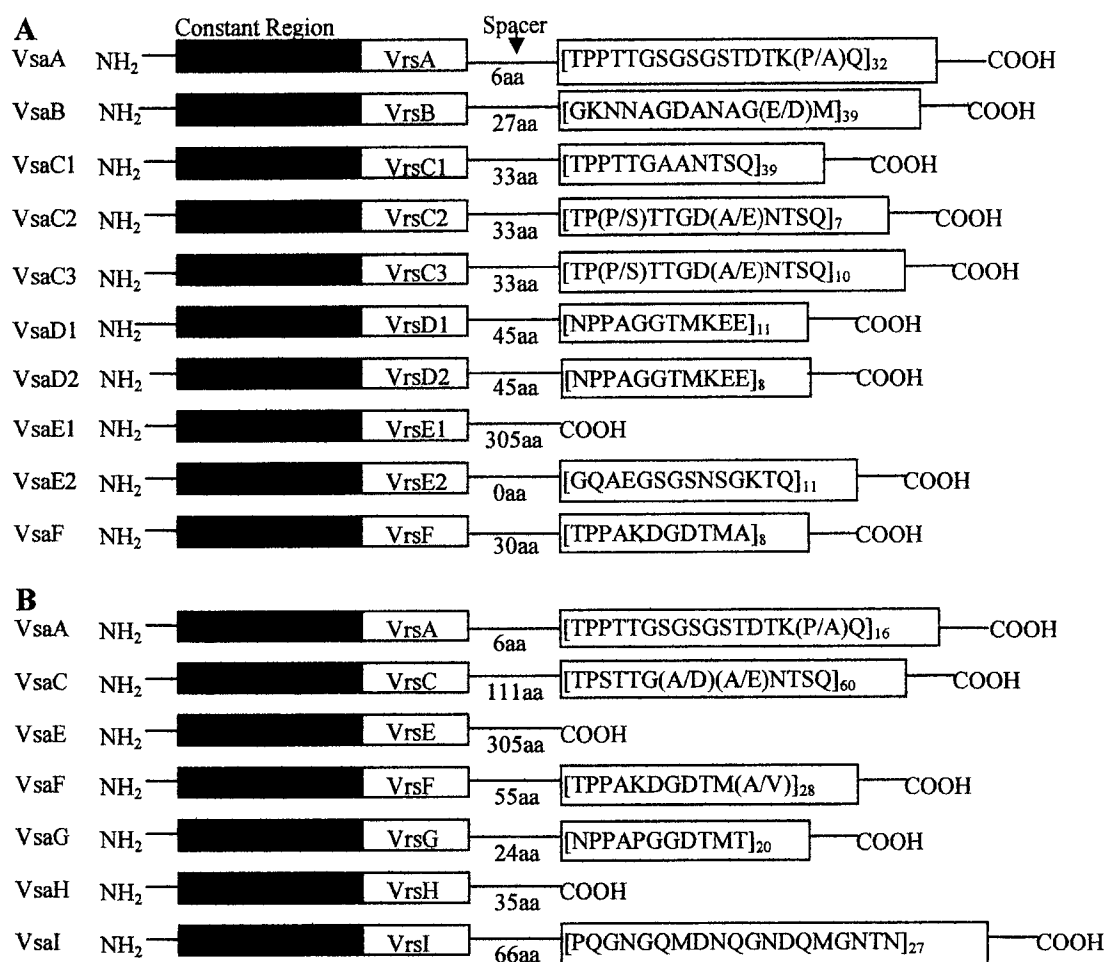 A
Constant Region Spacer
VsaA NH₂ VrsA 6aa [TPPTTGSGSGSTDTK(P/A)Q]₃₂ COOH
VsaB NH₂ VrsB 27aa [GKNNAGDANAG(E/D)M]₃₉ COOH
VsaC1 NH₂ VrsC1 33aa [TPPTTGAANTSQ]₃₉ COOH
VsaC2 NH₂ VrsC2 33aa [TP(P/S)TTGD(A/E)NTSQ]₇ COOH
VsaC3 NH₂ VrsC3 33aa [TP(P/S)TTGD(A/E)NTSQ]₁₀ COOH
VsaD1 NH₂ VrsD1 45aa [NPPAGGTMKEE]₁₁ COOH
VsaD2 NH₂ VrsD2 45aa [NPPAGGTMKEE]₈ COOH
VsaE1 NH₂ VrsE1 305aa COOH
VsaE2 NH₂ VrsE2 0aa [GQAEGSGSNSGKTQ]₁₁ COOH
VsaF NH₂ VrsF 30aa [TPPAKDGDTMA]₈ COOH
B
VsaA NH₂ VrsA 6aa [TPPTTGSGSGSTDTK(P/A)Q]₁₆ COOH
VsaC NH₂ VrsC 111aa [TPSTTG(A/D)(A/E)NTSQ]₆₀ COOH
VsaE NH₂ VrsE 305aa COOH
VsaF NH₂ VrsF 55aa [TPPAKDGDTM(A/V)]₂₈ COOH
VsaG NH₂ VrsG 24aa [NPPAPGGDTMT]₂₀ COOH
VsaH NH₂ VrsH 35aa COOH
VsaI NH₂ VrsI 66aa [PQGNGQMDNQGNDQMGNTN]₂₇ COOH